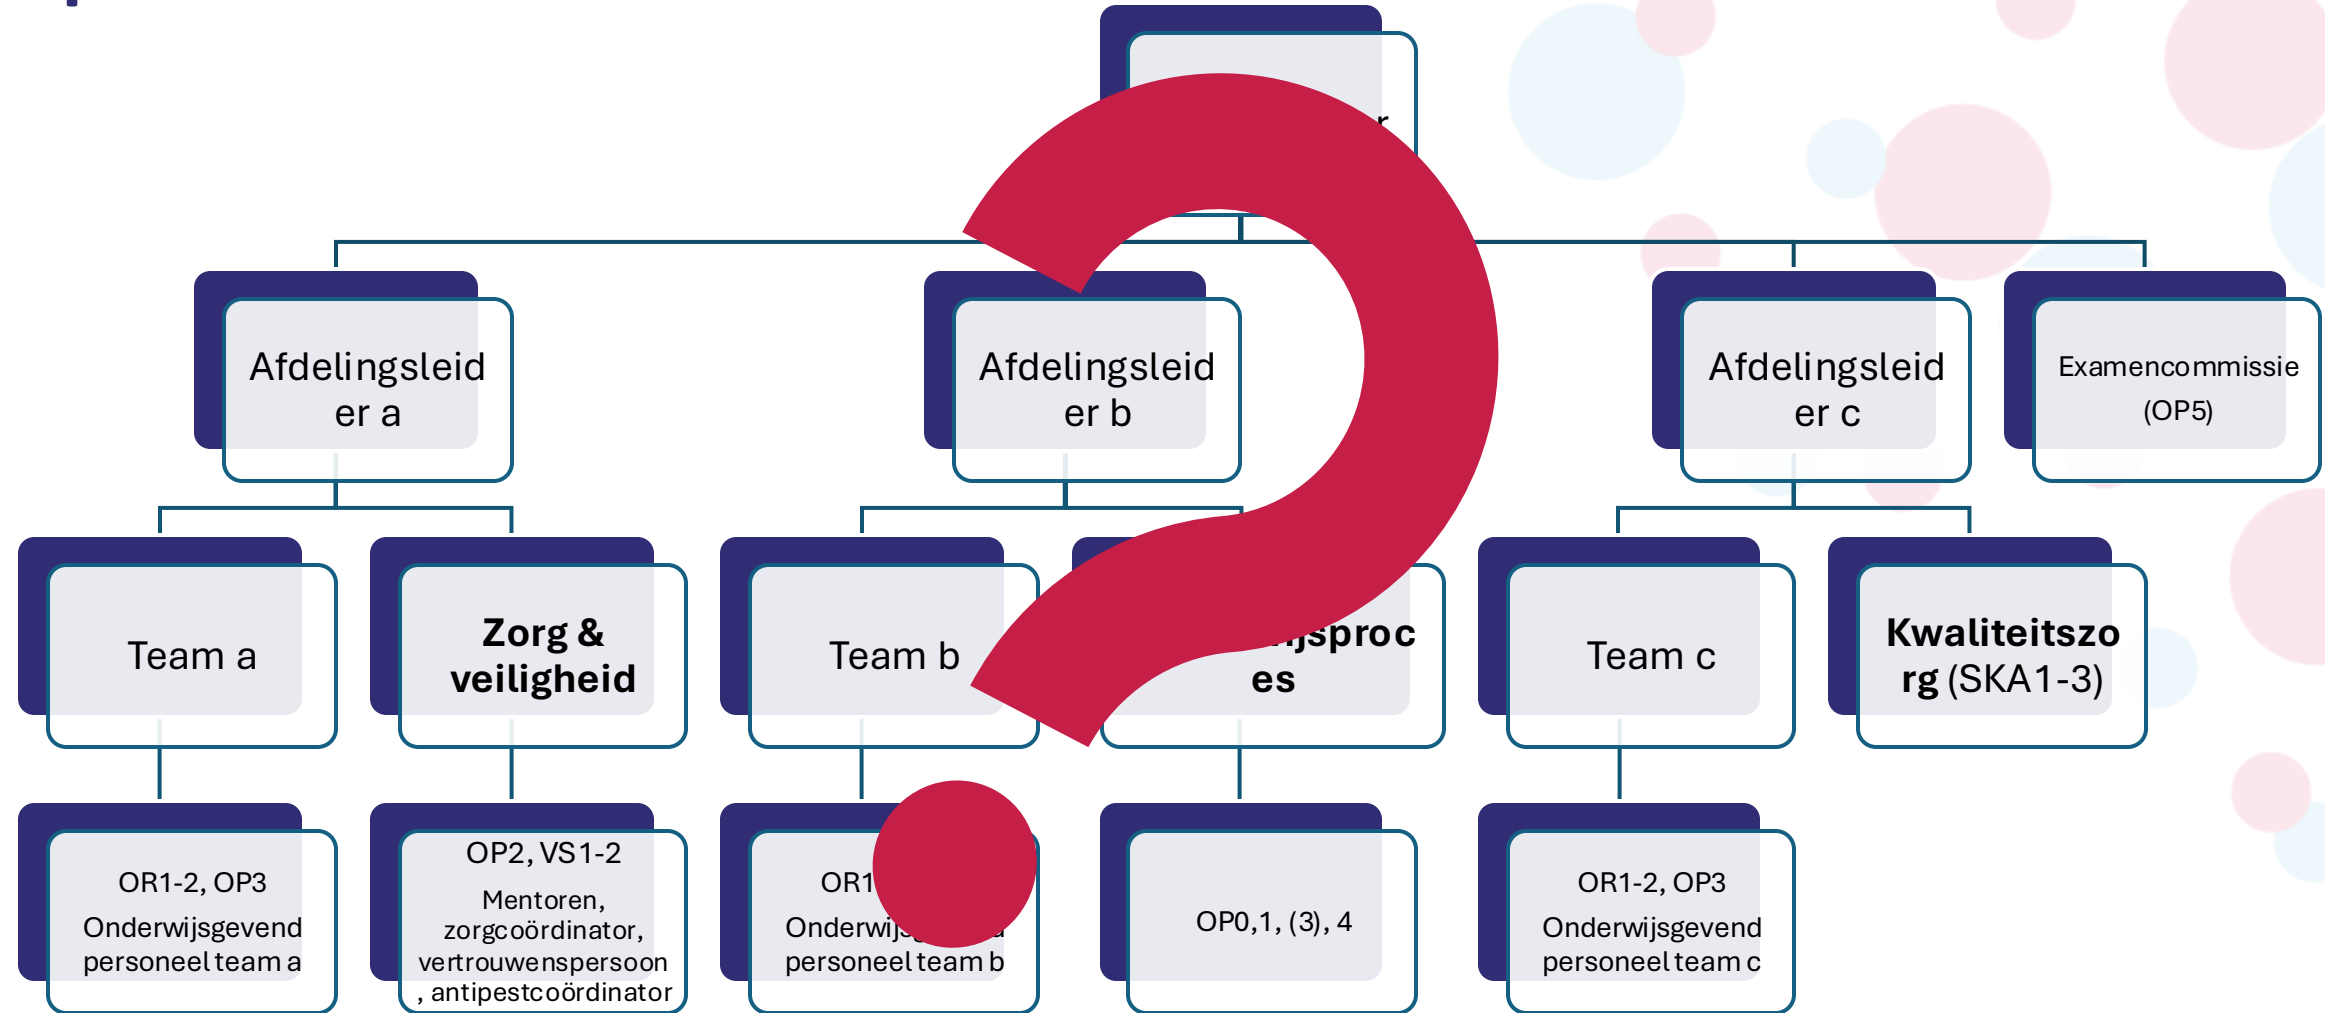 Afdelingsleid
er a
Afdelingsleid
er b
Afdelingsleid
er c
Examencommissie
(OP5)
Team a
Zorg &
veiligheid
Team b
es
Team c
Kwaliteitszo
rg (SKA1-3)
OR1-2, OP3
Onderwijsgevend
personeel team a
OP2, VS1-2
Mentoren,
zorgcoördinator,
vertrouwenspersoon
, antipestcoördinator
OR1
personeel team b
OP0,1, (3), 4
OR1-2, OP3
Onderwijsgevend
personeel team c